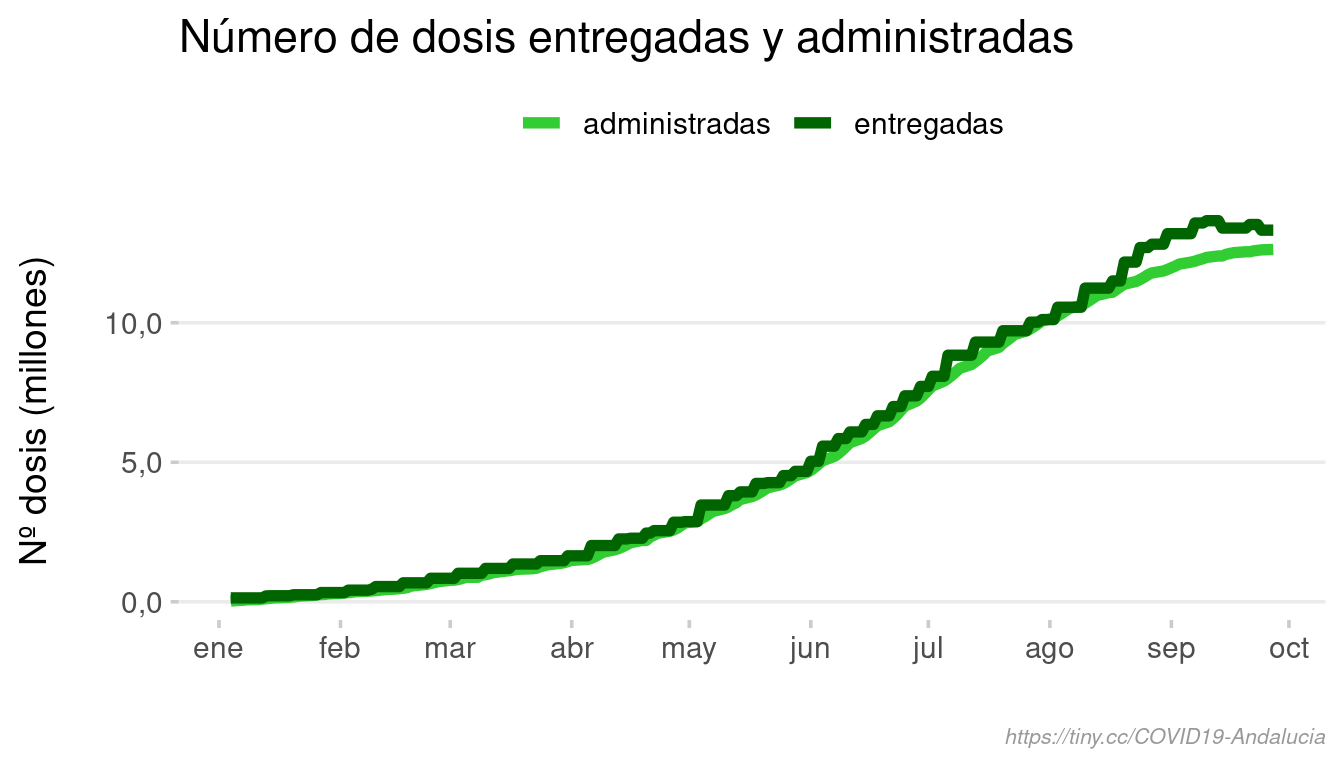 Número de dosis entregadas y administradas
administradas entregadas
Nº dosis (millones)
10,0
5,0
0,0
ene feb mar abr may jun jul ago sep oct
https://tiny.cc/COVID19-Andalucia